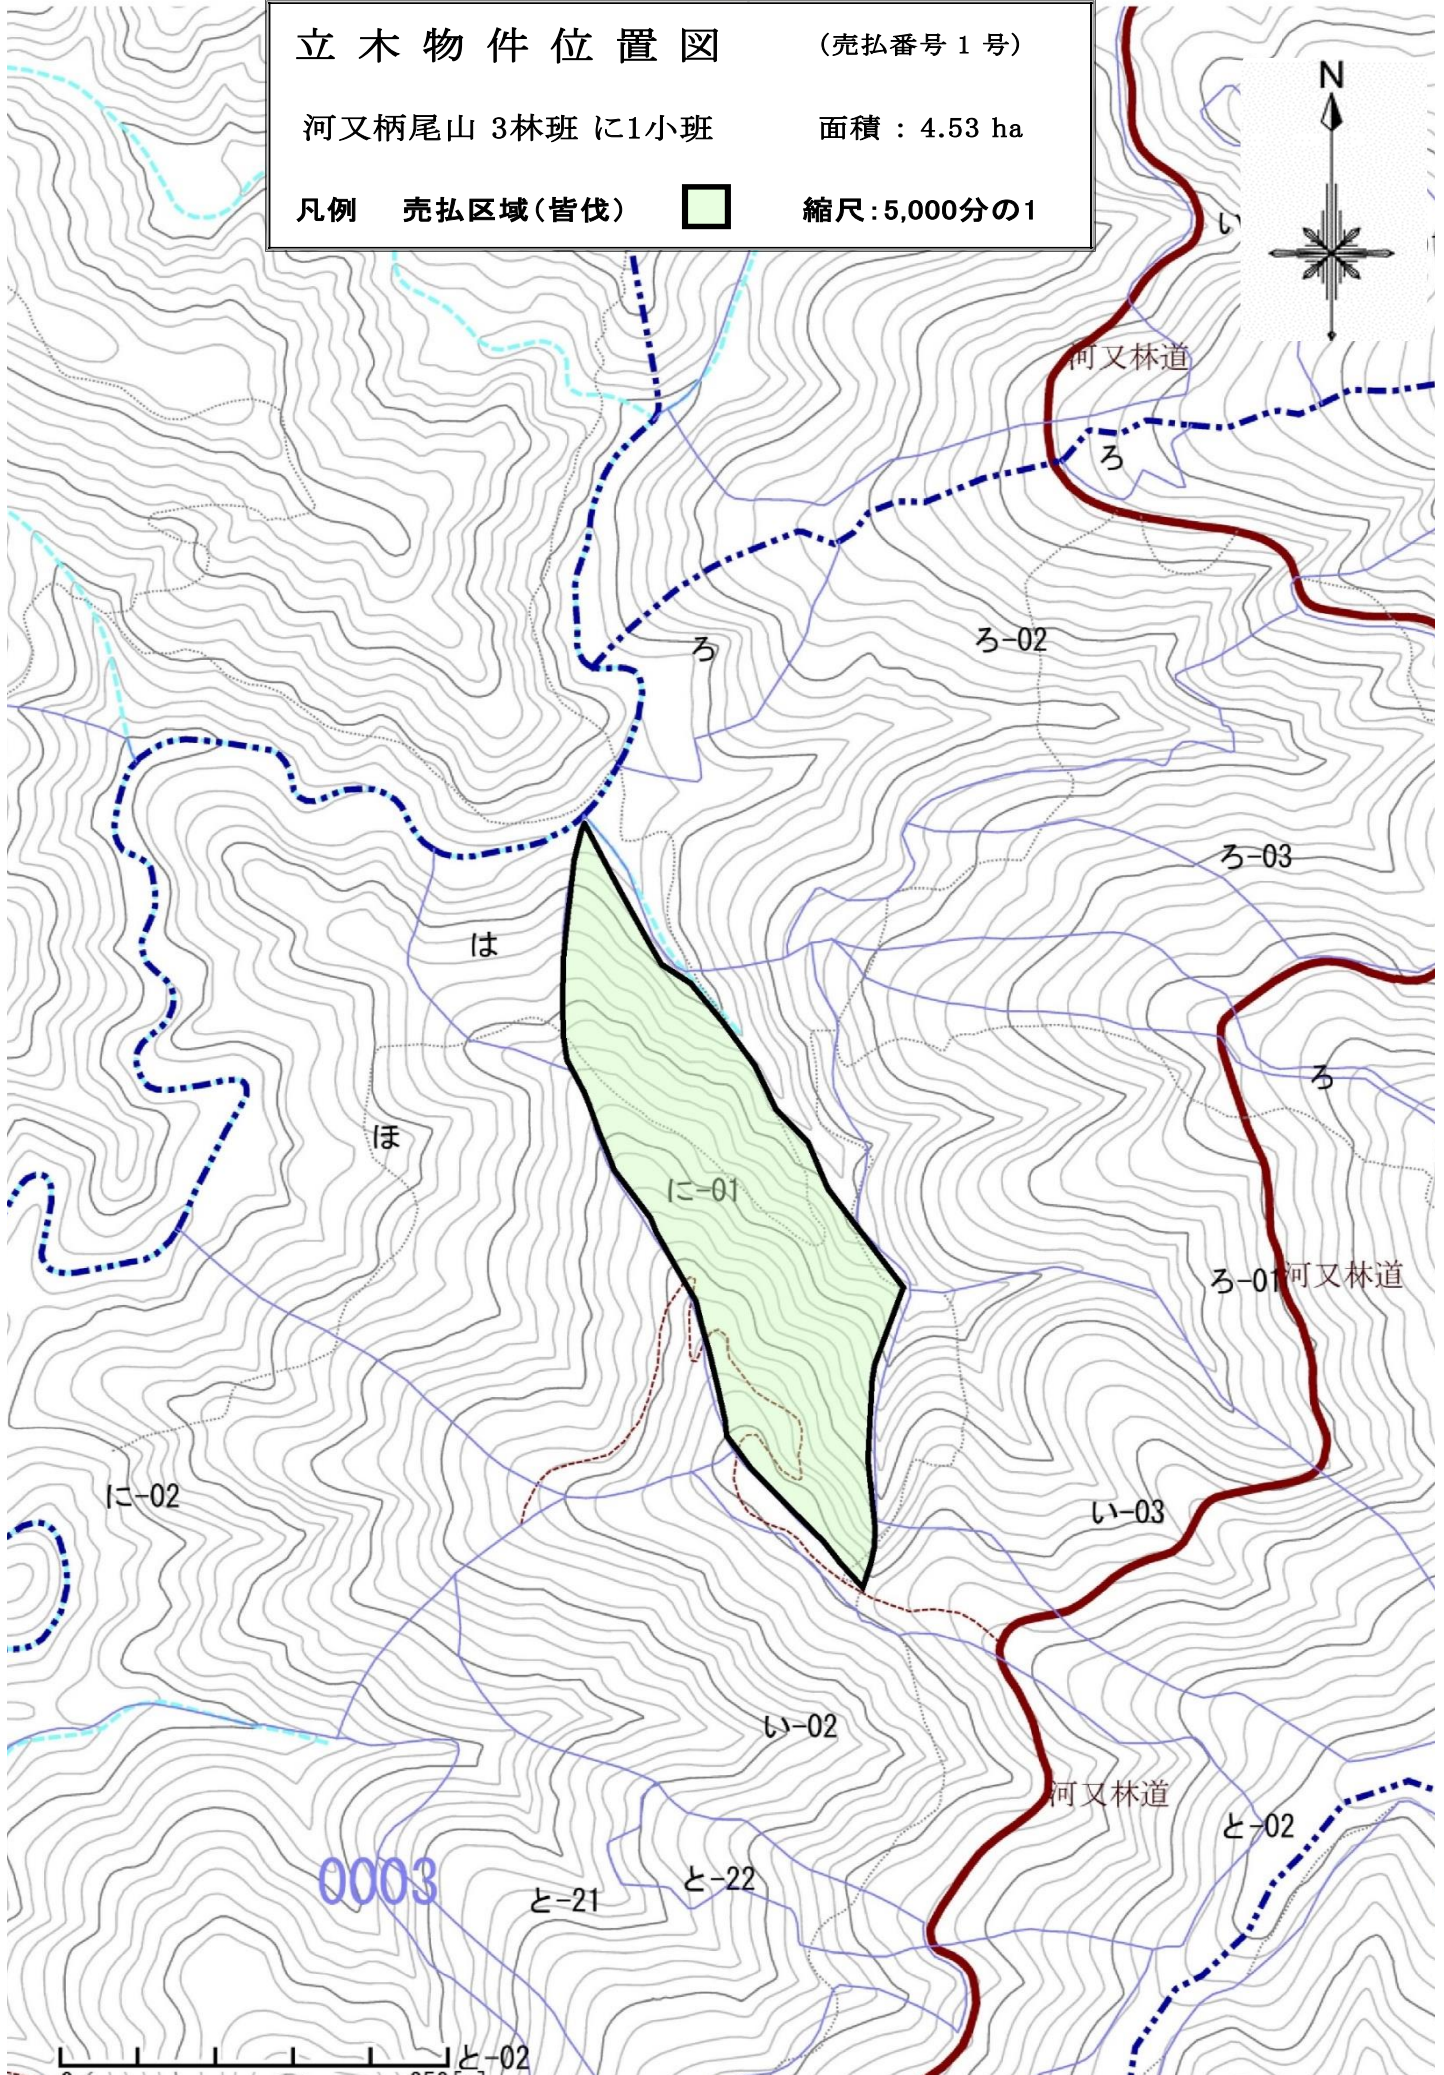 立木物件位置図 (売払番号 1 号)
河又柄尾山 3林班 に1小班 面積 : 4.53 ha
凡例 売払区域(皆伐) 縮尺:5,000分の1
N
い
河又林道
ろ
ろ
ろ-02
ろ-03
は
ろ
ほ
に-01
ろ-01
河又林道
に-02
い-03
い-02
河又林道
と-02
と-22
と-21
0003
と-02